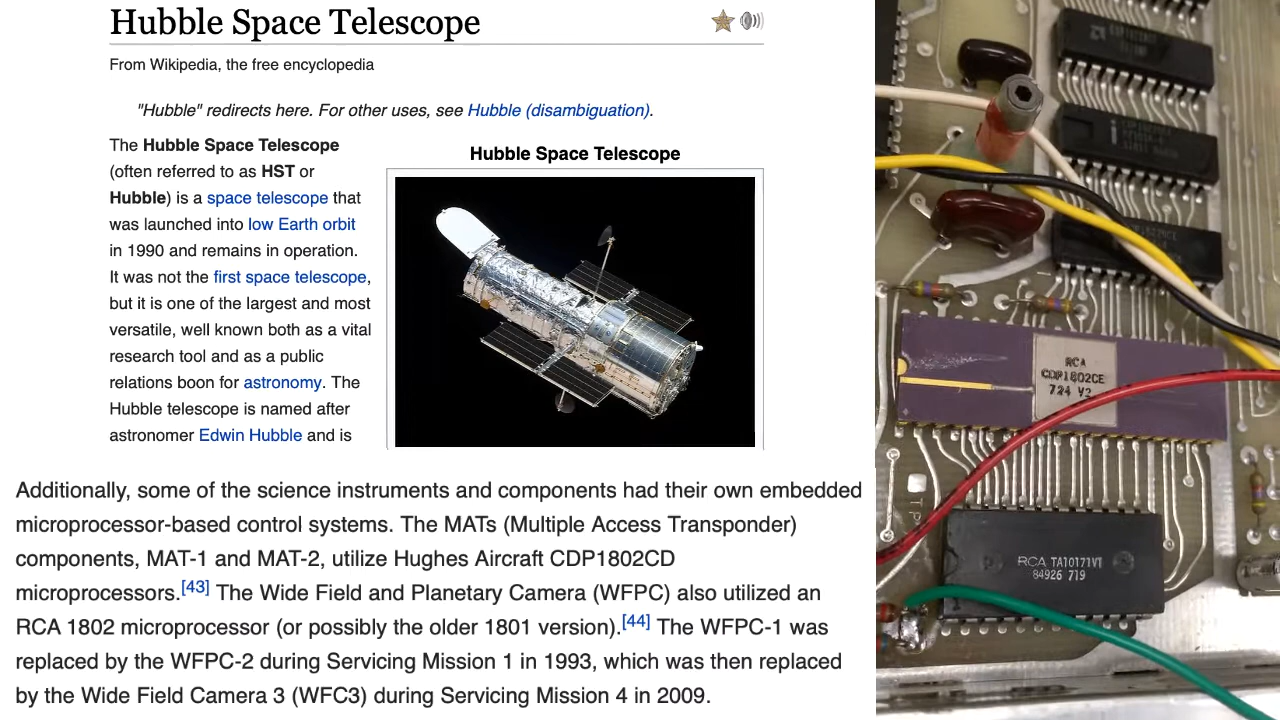 Hubble Space Telescope
From Wikipedia, the free encyclopedia
"Hubble" redirects here. For other uses, see Hubble (disambiguation).
The Hubble Space Telescope
(often referred to as HST or
Hubble) is a space telescope that
was launched into low Earth orbit
in 1990 and remains in operation.
It was not the first space telescope,
but it is one of the largest and most
versatile, well known both as a vital
research tool and as a public
relations boon for astronomy. The
Hubble telescope is named after
astronomer Edwin Hubble and is
Hubble Space Telescope
Additionally, some of the science instruments and components had their own embedded
microprocessor-based control systems. The MATs (Multiple Access Transponder)
components, MAT-1 and MAT-2, utilize Hughes Aircraft CDP1802CD
microprocessors.[43] The Wide Field and Planetary Camera (WFPC) also utilized an
RCA 1802 microprocessor (or possibly the older 1801 version).[44] The WFPC-1 was
replaced by the WFPC-2 during Servicing Mission 1 in 1993, which was then replaced
by the Wide Field Camera 3 (WFC3) during Servicing Mission 4 in 2009.
RCA
CDP1802CE
724 V2
RCA TA10171V1
84926 719
TP